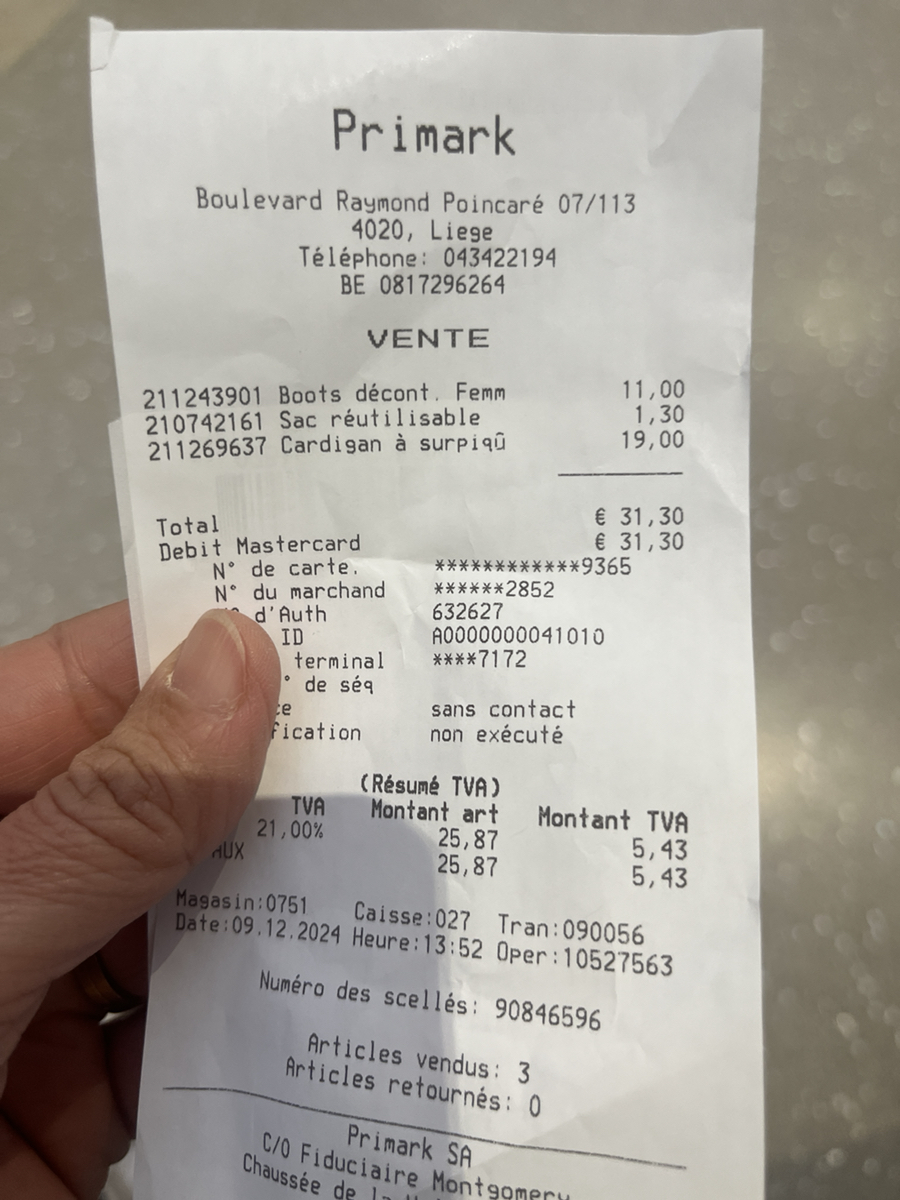 Primark
Boulevard Raymond Poincaré 07/113
4020, Liege
Téléphone: 043422194
BE 0817296264
VENTE
211243901 Boots décont. Femm 11,00
210742161 Sac réutilisable 1,30
211269637 Cardigan à surpiqû 19,00
Total € 31,30
Debit Mastercard € 31,30
N° de carte. ************9365
N° du marchand ******2852
d'Auth 632627
ID A0000000041010
terminal ****7172
de séq
sans contact
non exécuté
(Résumé TVA)
TVA Montant art Montant TVA
21,00% 25,87 5,43
25,87 5,43
Magasin:0751 Caisse:027 Tran:090056
Date:09.12.2024 Heure:13:52 Oper:10527563
Numéro des scellés: 90846596
Articles vendus: 3
Articles retournés: 0
Primark SA
C/O Fiduciaire Montgomery
Chaussée de